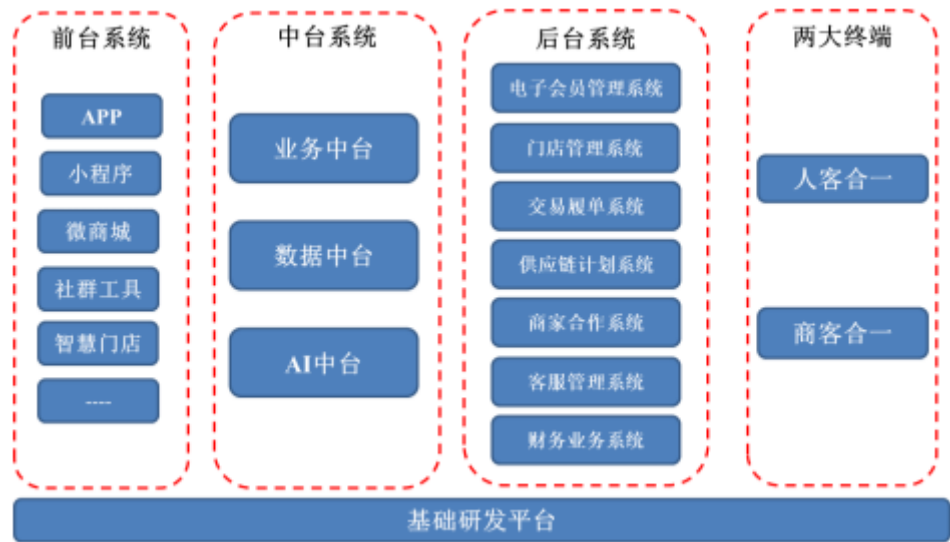 前台系统
APP
小程序
微商城
社群工具
智慧门店
----
中台系统
业务中台
数据中台
AI中台
后台系统
电子会员管理系统
门店管理系统
交易履单系统
供应链计划系统
商家合作系统
客服管理系统
财务业务系统
两大终端
人客合一
商客合一
基础研发平台